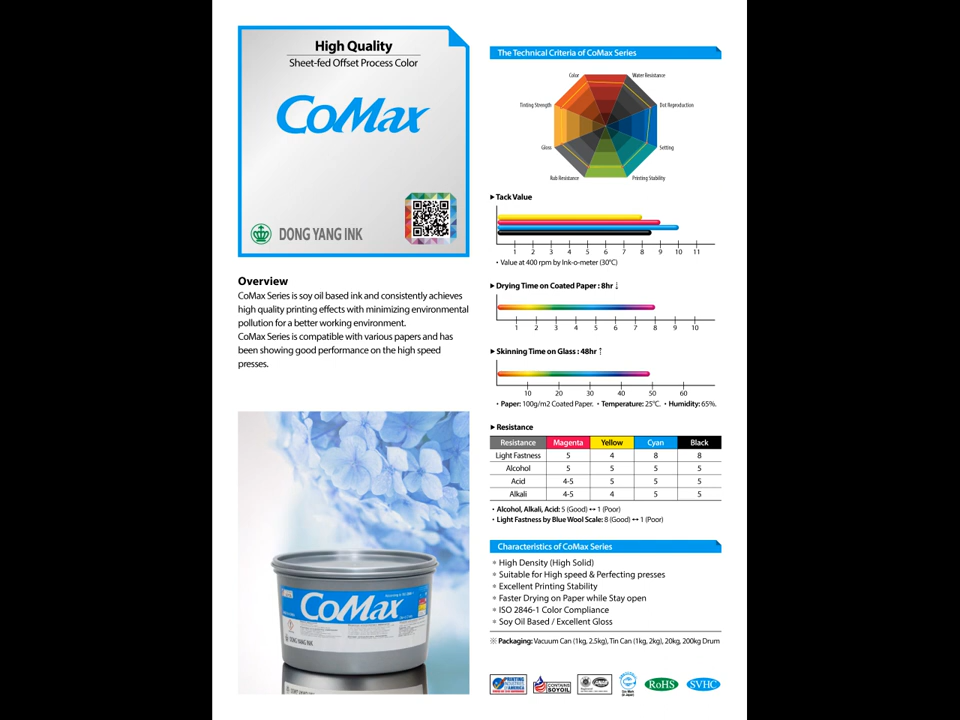 High Quality
Sheet-fed Offset Process Color
CoMax
DONG YANG INK
Overview
CoMax Series is soy oil based ink and consistently achieves
high quality printing effects with minimizing environmental
pollution for a better working environment.
CoMax Series is compatible with various papers and has
been showing good performance on the high speed
presses.
CoMax
DONG YANG INK
The Technical Criteria of CoMax Series
Color
Water Resistance
Tinting Strength
Dot Reproduction
Gloss
Setting
Rub Resistance
Printing Stability
▶Tack Value
1 2 3 4 5 6 7 8 9 10 11
• Value at 400 rpm by Ink-o-meter (30°C)
▶Drying Time on Coated Paper : 8hr ↓
1 2 3 4 5 6 7 8 9 10
▶Skinning Time on Glass : 48hr ↑
10 20 30 40 50 60
• Paper: 100g/m2 Coated Paper. • Temperature: 25°C. • Humidity: 65%.
▶Resistance
Resistance Magenta Yellow Cyan Black
Light Fastness 5 4 8 8
Alcohol 5 5 5 5
Acid 4-5 5 5 5
Alkali 4-5 4 5 5
• Alcohol, Alkali, Acid: 5 (Good) ↔ 1 (Poor)
• Light Fastness by Blue Wool Scale: 8 (Good) ↔ 1 (Poor)
Characteristics of CoMax Series
High Density (High Solid)
Suitable for High speed & Perfecting presses
Excellent Printing Stability
Faster Drying on Paper while Stay open
ISO 2846-1 Color Compliance
Soy Oil Based / Excellent Gloss
※ Packaging: Vacuum Can (1kg, 2.5kg), Tin Can (1kg, 2kg), 20kg, 200kg Drum
PRINTING
INDUSTRIES
OF AMERICA
CONTAINS
SOYOIL
RoHS
SVHC